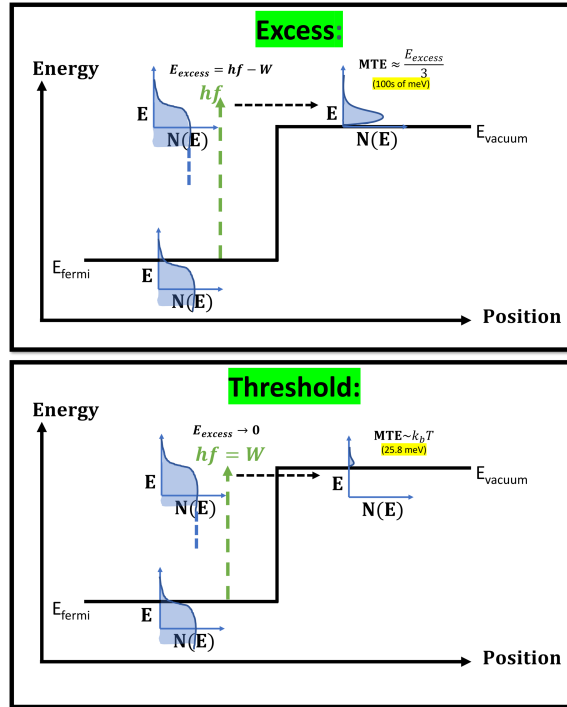 Excess:
Energy
E_excess = hf − W
MTE ≈ E_excess/3
(100s of meV)
hf
E
N(E)
E
N(E)
E_vacuum
E_fermi
E
N(E)
Position
Threshold:
Energy
E_excess → 0
MTE~k_bT
(25.8 meV)
hf = W
E
N(E)
E
N(E)
E_vacuum
E_fermi
E
N(E)
Position